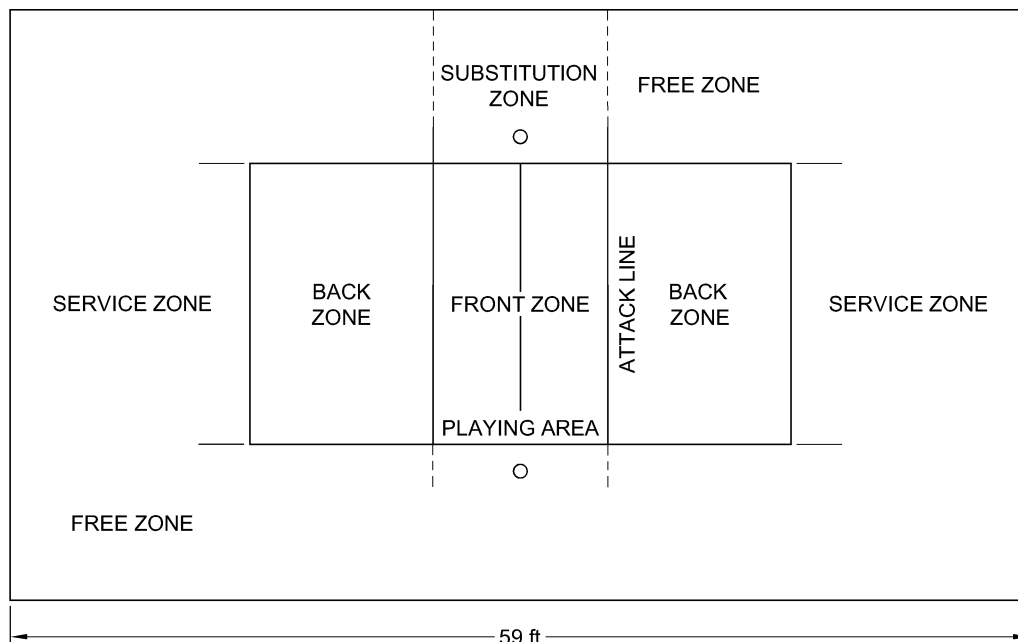 SUBSTITUTION
ZONE
FREE ZONE
SERVICE ZONE
BACK
ZONE
FRONT ZONE
ATTACK LINE
BACK
ZONE
SERVICE ZONE
PLAYING AREA
FREE ZONE
59 ft